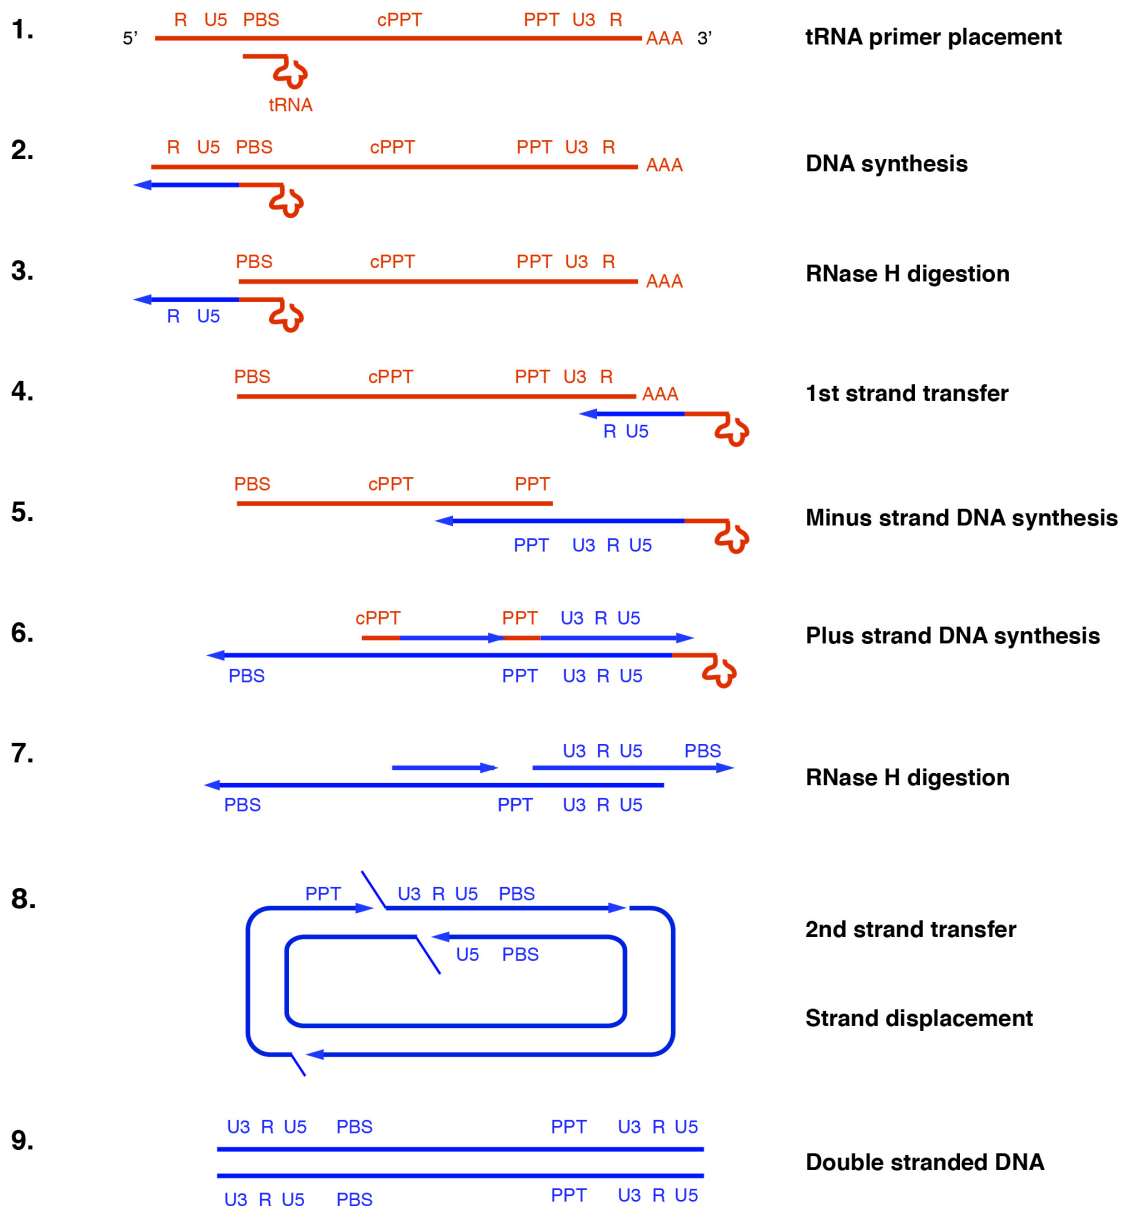 R U5 PBS cPPT PPT U3 R
1. 5’ AAA 3’ tRNA primer placement
tRNA
R U5 PBS cPPT PPT U3 R
2. AAA DNA synthesis
PBS cPPT PPT U3 R
3. AAA RNase H digestion
R U5
PBS cPPT PPT U3 R
4. AAA 1st strand transfer
R U5
PBS cPPT PPT
5. Minus strand DNA synthesis
PPT U3 R U5
cPPT PPT U3 R U5
6. Plus strand DNA synthesis
PBS PPT U3 R U5
U3 R U5 PBS
7. RNase H digestion
PBS PPT U3 R U5
8. PPT U3 R U5 PBS
2nd strand transfer
U5 PBS
Strand displacement
U3 R U5 PBS PPT U3 R U5
9. Double stranded DNA
U3 R U5 PBS PPT U3 R U5